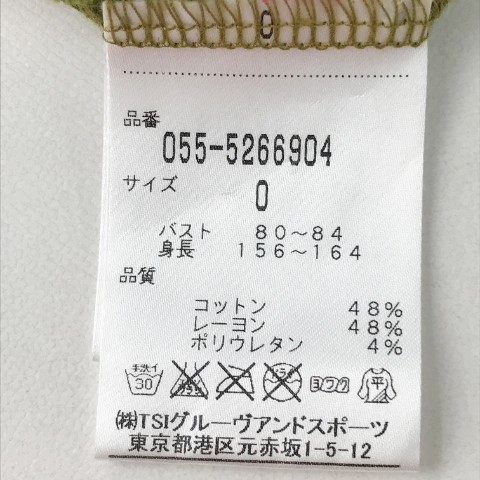 品番
055-5266904
サイズ
0
バスト 80～84
身長 156～164
品質
コットン 48%
レーヨン 48%
ポリウレタン 4%
手洗イ 30 ドライ ヨワク 平
㈱TSIグルーヴアンドスポーツ
東京都港区元赤坂1-5-12